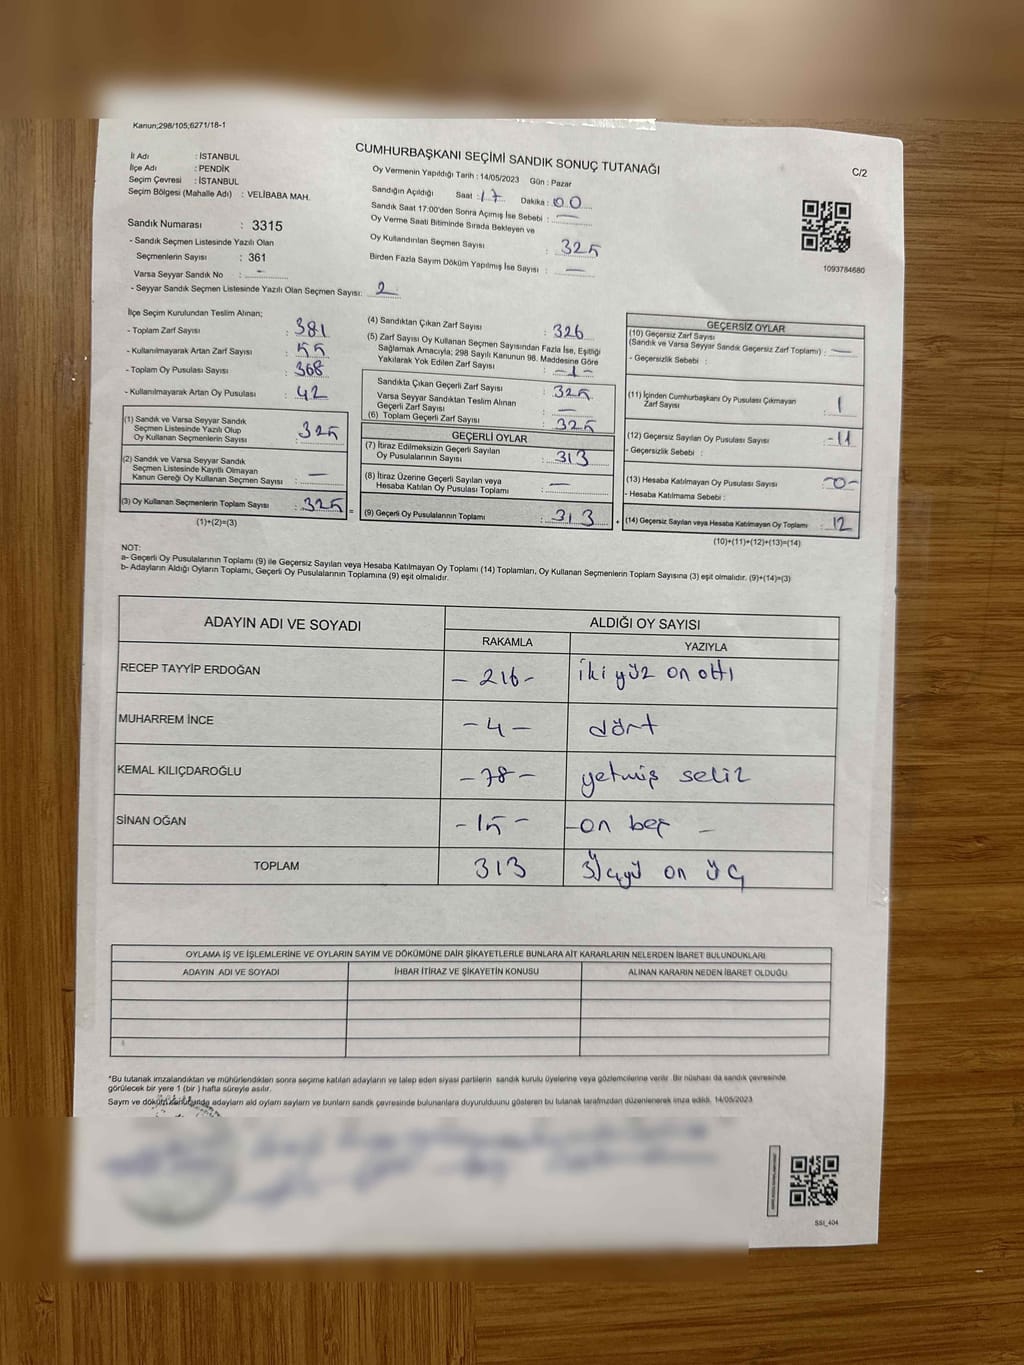 Kanun;298/105;6271/18-1
CUMHURBAŞKANI SEÇİMİ SANDIK SONUÇ TUTANAĞI
C/2
İl Adı : İSTANBUL
İlçe Adı : PENDİK
Seçim Çevresi : İSTANBUL
Seçim Bölgesi (Mahalle Adı) : VELİBABA MAH.
Sandık Numarası : 3315
- Sandık Seçmen Listesinde Yazılı Olan
Seçmenlerin Sayısı : 361
Varsa Seyyar Sandık No : -
- Seyyar Sandık Seçmen Listesinde Yazılı Olan Seçmen Sayısı: 2
Oy Vermenin Yapıldığı Tarih : 14/05/2023 Gün : Pazar
Sandığın Açıldığı Saat : 17 Dakika : 00
Sandık Saat 17:00'den Sonra Açımış İse Sebebi : —
Oy Verme Saati Bitiminde Sırada Bekleyen ve
Oy Kullandırılan Seçmen Sayısı : 325
Birden Fazla Sayım Döküm Yapılmış İse Sayısı : —
1093784680
İlçe Seçim Kurulundan Teslim Alınan;
- Toplam Zarf Sayısı : 381
- Kullanılmayarak Artan Zarf Sayısı : 55
- Toplam Oy Pusulası Sayısı : 368
- Kullanılmayarak Artan Oy Pusulası : 42
(1) Sandık ve Varsa Seyyar Sandık
Seçmen Listesinde Yazılı Olup
Oy Kullanan Seçmenlerin Sayısı : 325
(2) Sandık ve Varsa Seyyar Sandık
Seçmen Listesinde Kayıtlı Olmayan
Kanun Gereği Oy Kullanan Seçmen Sayısı : —
(3) Oy Kullanan Seçmenlerin Toplam Sayısı : 325 =
(1)+(2)=(3)
(4) Sandıktan Çıkan Zarf Sayısı : 326
(5) Zarf Sayısı Oy Kullanan Seçmen Sayısından Fazla İse, Eşitliği
Sağlamak Amacıyla; 298 Sayılı Kanunun 98. Maddesine Göre
Yakılarak Yok Edilen Zarf Sayısı : -1-
Sandıkta Çıkan Geçerli Zarf Sayısı : 325
Varsa Seyyar Sandıktan Teslim Alınan
Geçerli Zarf Sayısı : —
(6) Toplam Geçerli Zarf Sayısı : 325
GEÇERLİ OYLAR
(7) İtiraz Edilmeksizin Geçerli Sayılan
Oy Pusulalarının Sayısı : 313
(8) İtiraz Üzerine Geçerli Sayılan veya
Hesaba Katılan Oy Pusulası Toplamı : —
(9) Geçerli Oy Pusulalarının Toplamı : 313 +
GEÇERSİZ OYLAR
(10) Geçersiz Zarf Sayısı
(Sandık ve Varsa Seyyar Sandık Geçersiz Zarf Toplamı) : —
- Geçersizlik Sebebi :
(11) İçinden Cumhurbaşkanı Oy Pusulası Çıkmayan
Zarf Sayısı : 1
(12) Geçersiz Sayılan Oy Pusulası Sayısı : -11
- Geçersizlik Sebebi :
(13) Hesaba Katılmayan Oy Pusulası Sayısı : -0-
- Hesaba Katılmama Sebebi :
(14) Geçersiz Sayılan veya Hesaba Katılmayan Oy Toplamı : 12
(10)+(11)+(12)+(13)=(14)
NOT:
a- Geçerli Oy Pusulalarının Toplamı (9) ile Geçersiz Sayılan veya Hesaba Katılmayan Oy Toplamı (14) Toplamları, Oy Kullanan Seçmenlerin Toplam Sayısına (3) eşit olmalıdır. (9)+(14)=(3)
b- Adayların Aldığı Oyların Toplamı, Geçerli Oy Pusulalarının Toplamına (9) eşit olmalıdır.
ADAYIN ADI VE SOYADI ALDIĞI OY SAYISI
RAKAMLA YAZIYLA
RECEP TAYYİP ERDOĞAN - 216 - iki yüz on altı
MUHARREM İNCE - 4 - dört
KEMAL KILIÇDAROĞLU - 78 - yetmiş seliz
SİNAN OĞAN - 15 - -on beş -
TOPLAM 313 Üçyü on üç
OYLAMA İŞ VE İŞLEMLERİNE VE OYLARIN SAYIM VE DÖKÜMÜNE DAİR ŞİKAYETLERLE BUNLARA AİT KARARLARIN NELERDEN İBARET BULUNDUKLARI
ADAYIN ADI VE SOYADI İHBAR İTİRAZ VE ŞİKAYETİN KONUSU ALINAN KARARIN NEDEN İBARET OLDUĞU
*Bu tutanak imzalandıktan ve mühürlendikten sonra seçime katılan adayların ve talep eden siyasi partilerin sandık kurulu üyelerine veya gözlemcilerine verilir. Bir nüshası da sandık çevresinde
görülecek bir yere 1 (bir ) hafta süreyle asılır.
Sayım ve döküm sonucunda adayların aldığı oyların sayılarını ve bunların sandık çevresinde bulunanlara duyurulduğunu gösteren bu tutanak tarafımızdan düzenlenerek imza edildi. 14/05/2023
SSI_404